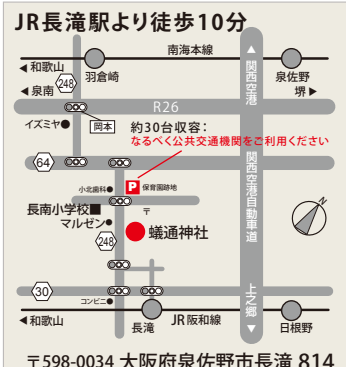 JR長滝駅より徒歩10分
南海本線
◀和歌山
羽倉崎
泉佐野
◀泉南
248
堺▶
▲関西空港
R26
イズミヤ●
岡本
約30台収容:
なるべく公共交通機関をご利用ください
64
関西空港自動車道
小北歯科●
P 保育園跡地
長南小学校■
〒
マルゼン●
●蟻通神社
248
30
コンビニ●
上之郷▼
◀和歌山
長滝
JR阪和線
日根野
〒598-0034 大阪府泉佐野市長滝 814